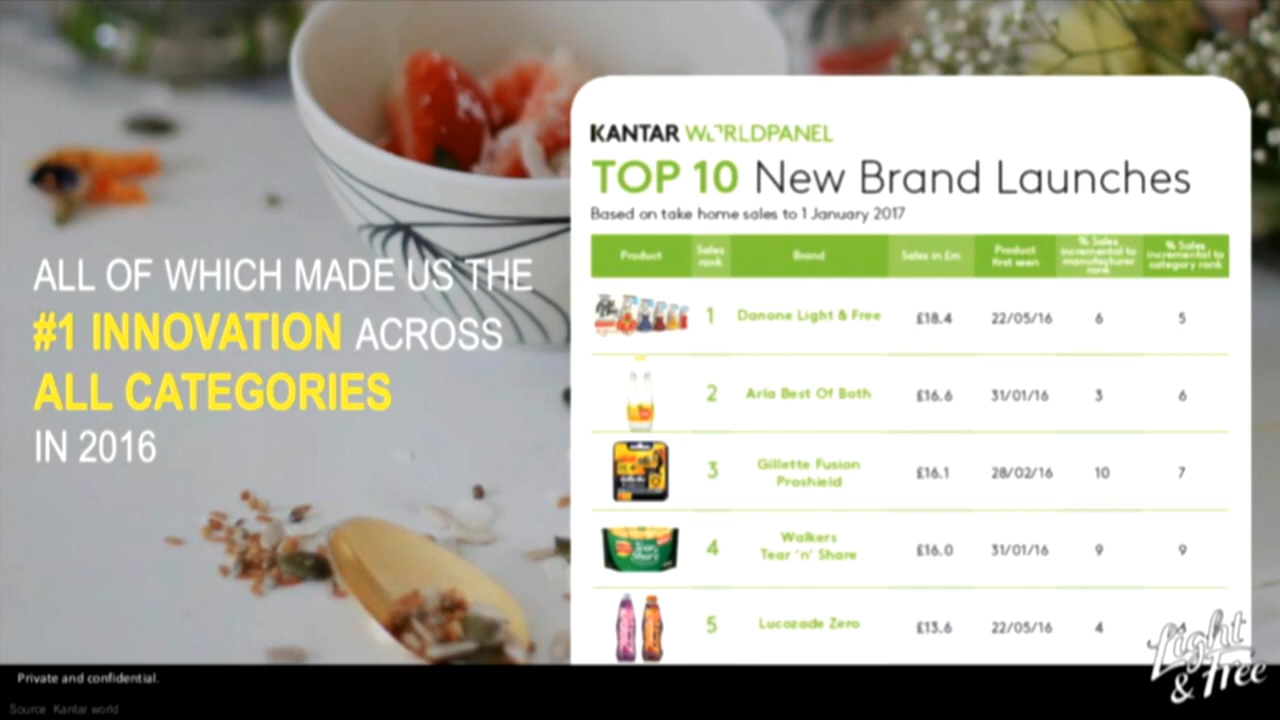 ALL OF WHICH MADE US THE
#1 INNOVATION ACROSS
ALL CATEGORIES
IN 2016
KANTAR WORLDPANEL
TOP 10 New Brand Launches
Based on take home sales to 1 January 2017
Product Sales rank Brand Sales in £m Product first seen % Sales incremental to manufacturer rank % Sales incremental to category rank
1 Danone Light & Free £18.4 22/05/16 6 5
2 Arla Best Of Both £16.6 31/01/16 3 6
3 Gillette Fusion Proshield £16.1 28/02/16 10 7
4 Walkers Tear 'n' Share £16.0 31/01/16 9 9
5 Lucozade Zero £13.6 22/05/16 4
Light
& Free
Private and confidential.
Source Kantar world